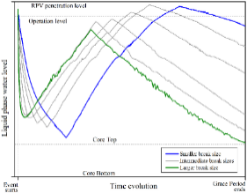 RPV penetration level
Operation level
Liquid phase water level
Core Top
Smaller break size
Intermediate break sizes
Larger break size
Core Bottom
Event starts
Time evolution
Grace Period ends